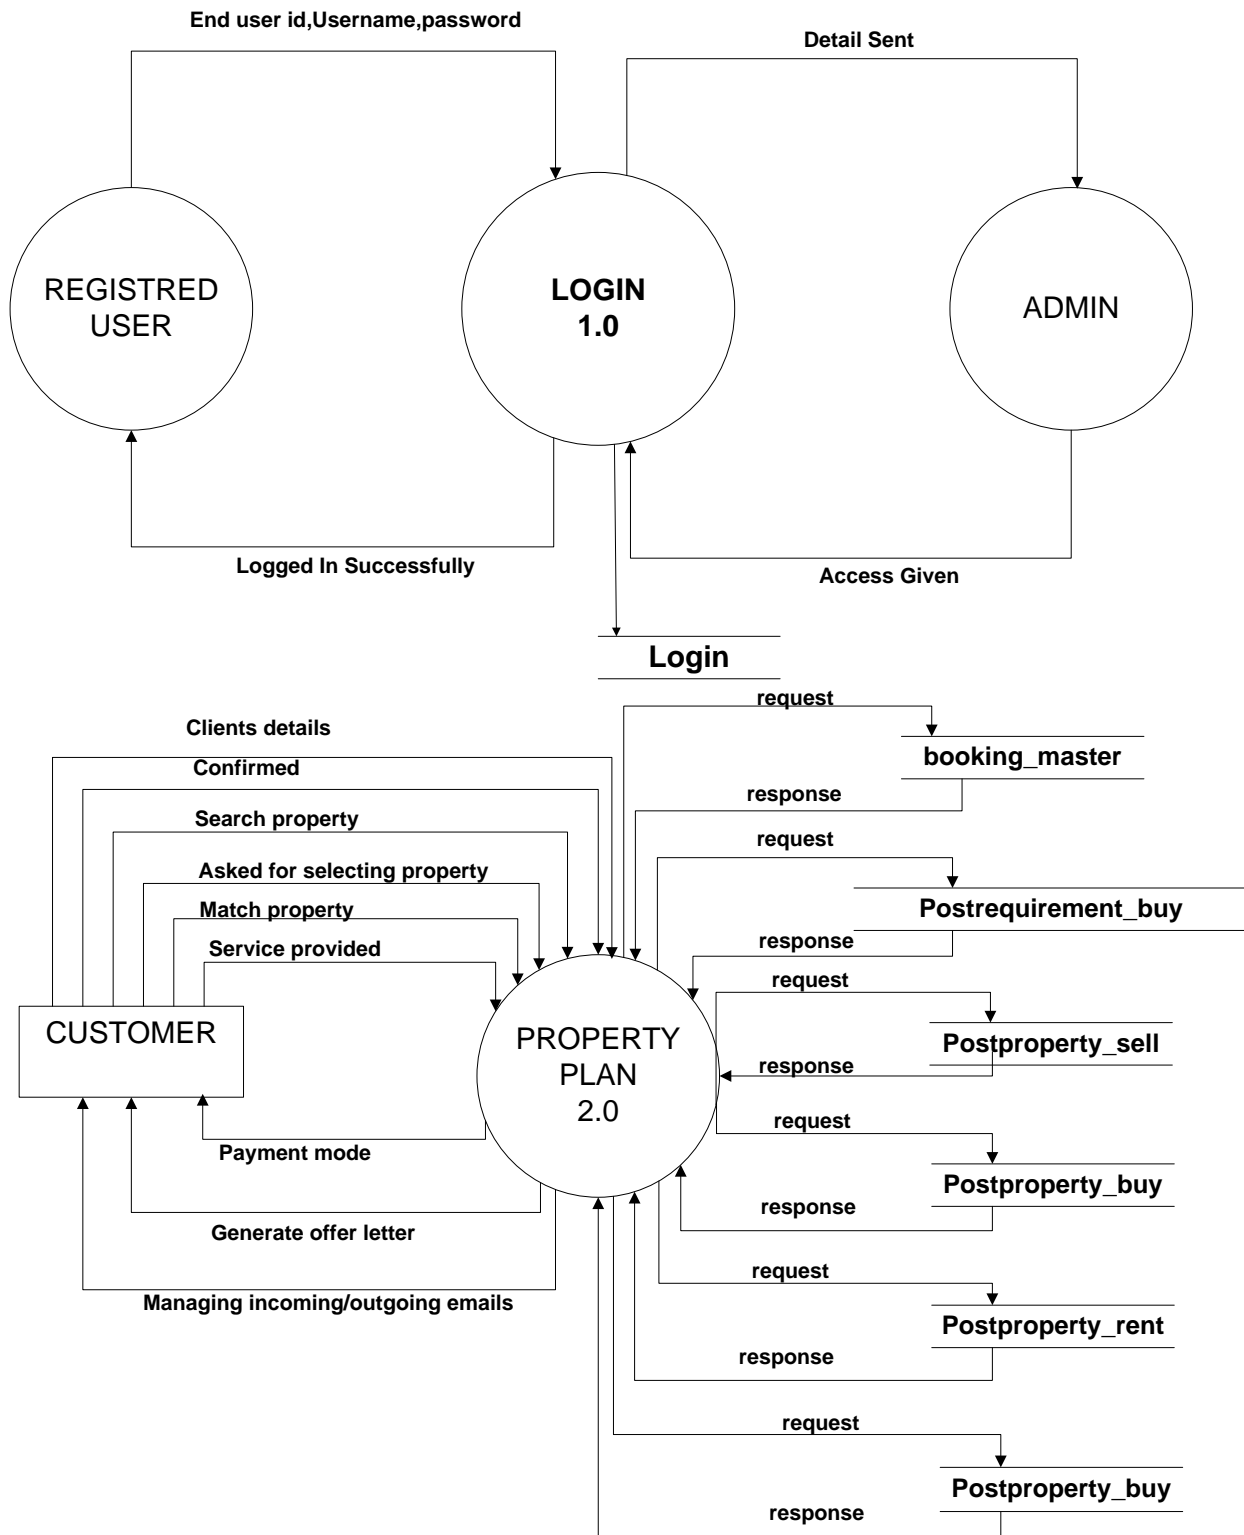 End user id,Username,password
Detail Sent
REGISTRED
USER
LOGIN
1.0
ADMIN
Logged In Successfully
Access Given
Login
request
Clients details
booking_master
Confirmed
response
Search property
request
Asked for selecting property
Postrequirement_buy
Match property
response
Service provided
request
CUSTOMER
PROPERTY
PLAN
2.0
Postproperty_sell
response
request
Payment mode
Postproperty_buy
response
Generate offer letter
request
Managing incoming/outgoing emails
Postproperty_rent
response
request
Postproperty_buy
response